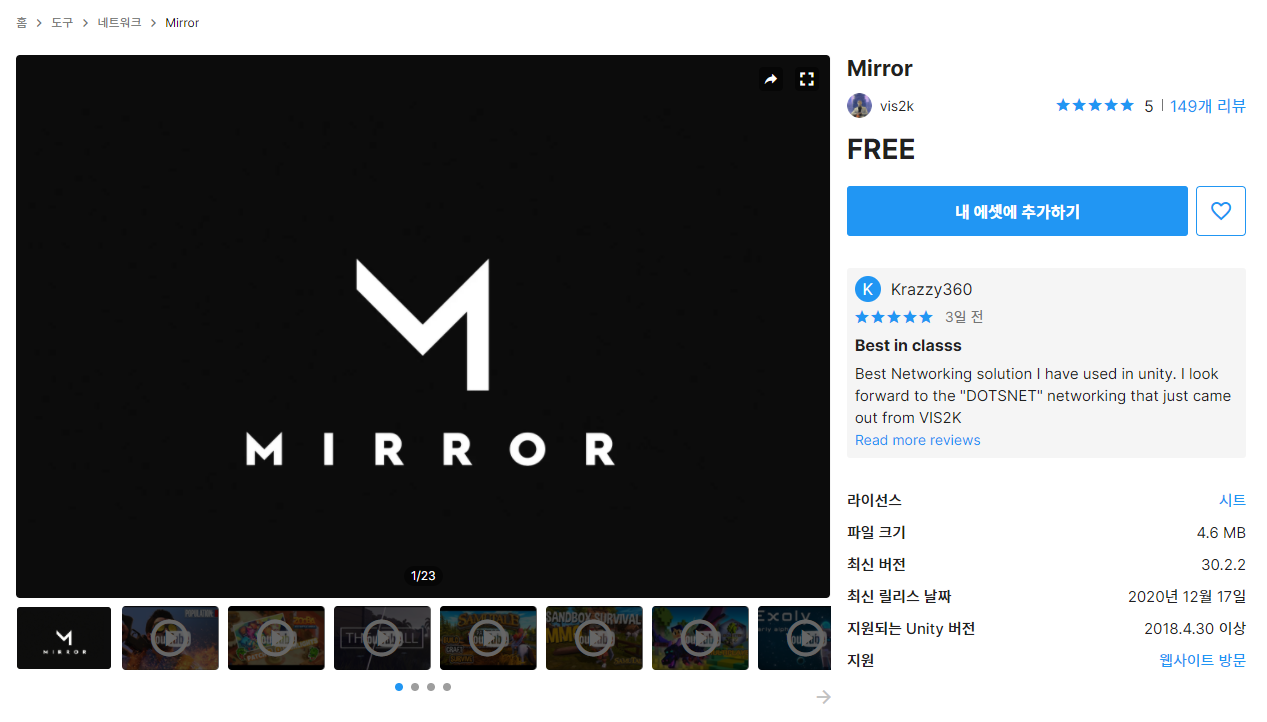 홈 > 도구 > 네트워크 > Mirror
MIRROR
1/23
MIRROR
Mirror
vis2k
5 | 149개 리뷰
FREE
내 에셋에 추가하기
K Krazzy360
3일 전
Best in classs
Best Networking solution I have used in unity. I look
forward to the "DOTSNET" networking that just came
out from VIS2K
Read more reviews
라이선스 시트
파일 크기 4.6 MB
최신 버전 30.2.2
최신 릴리스 날짜 2020년 12월 17일
지원되는 Unity 버전 2018.4.30 이상
지원 웹사이트 방문